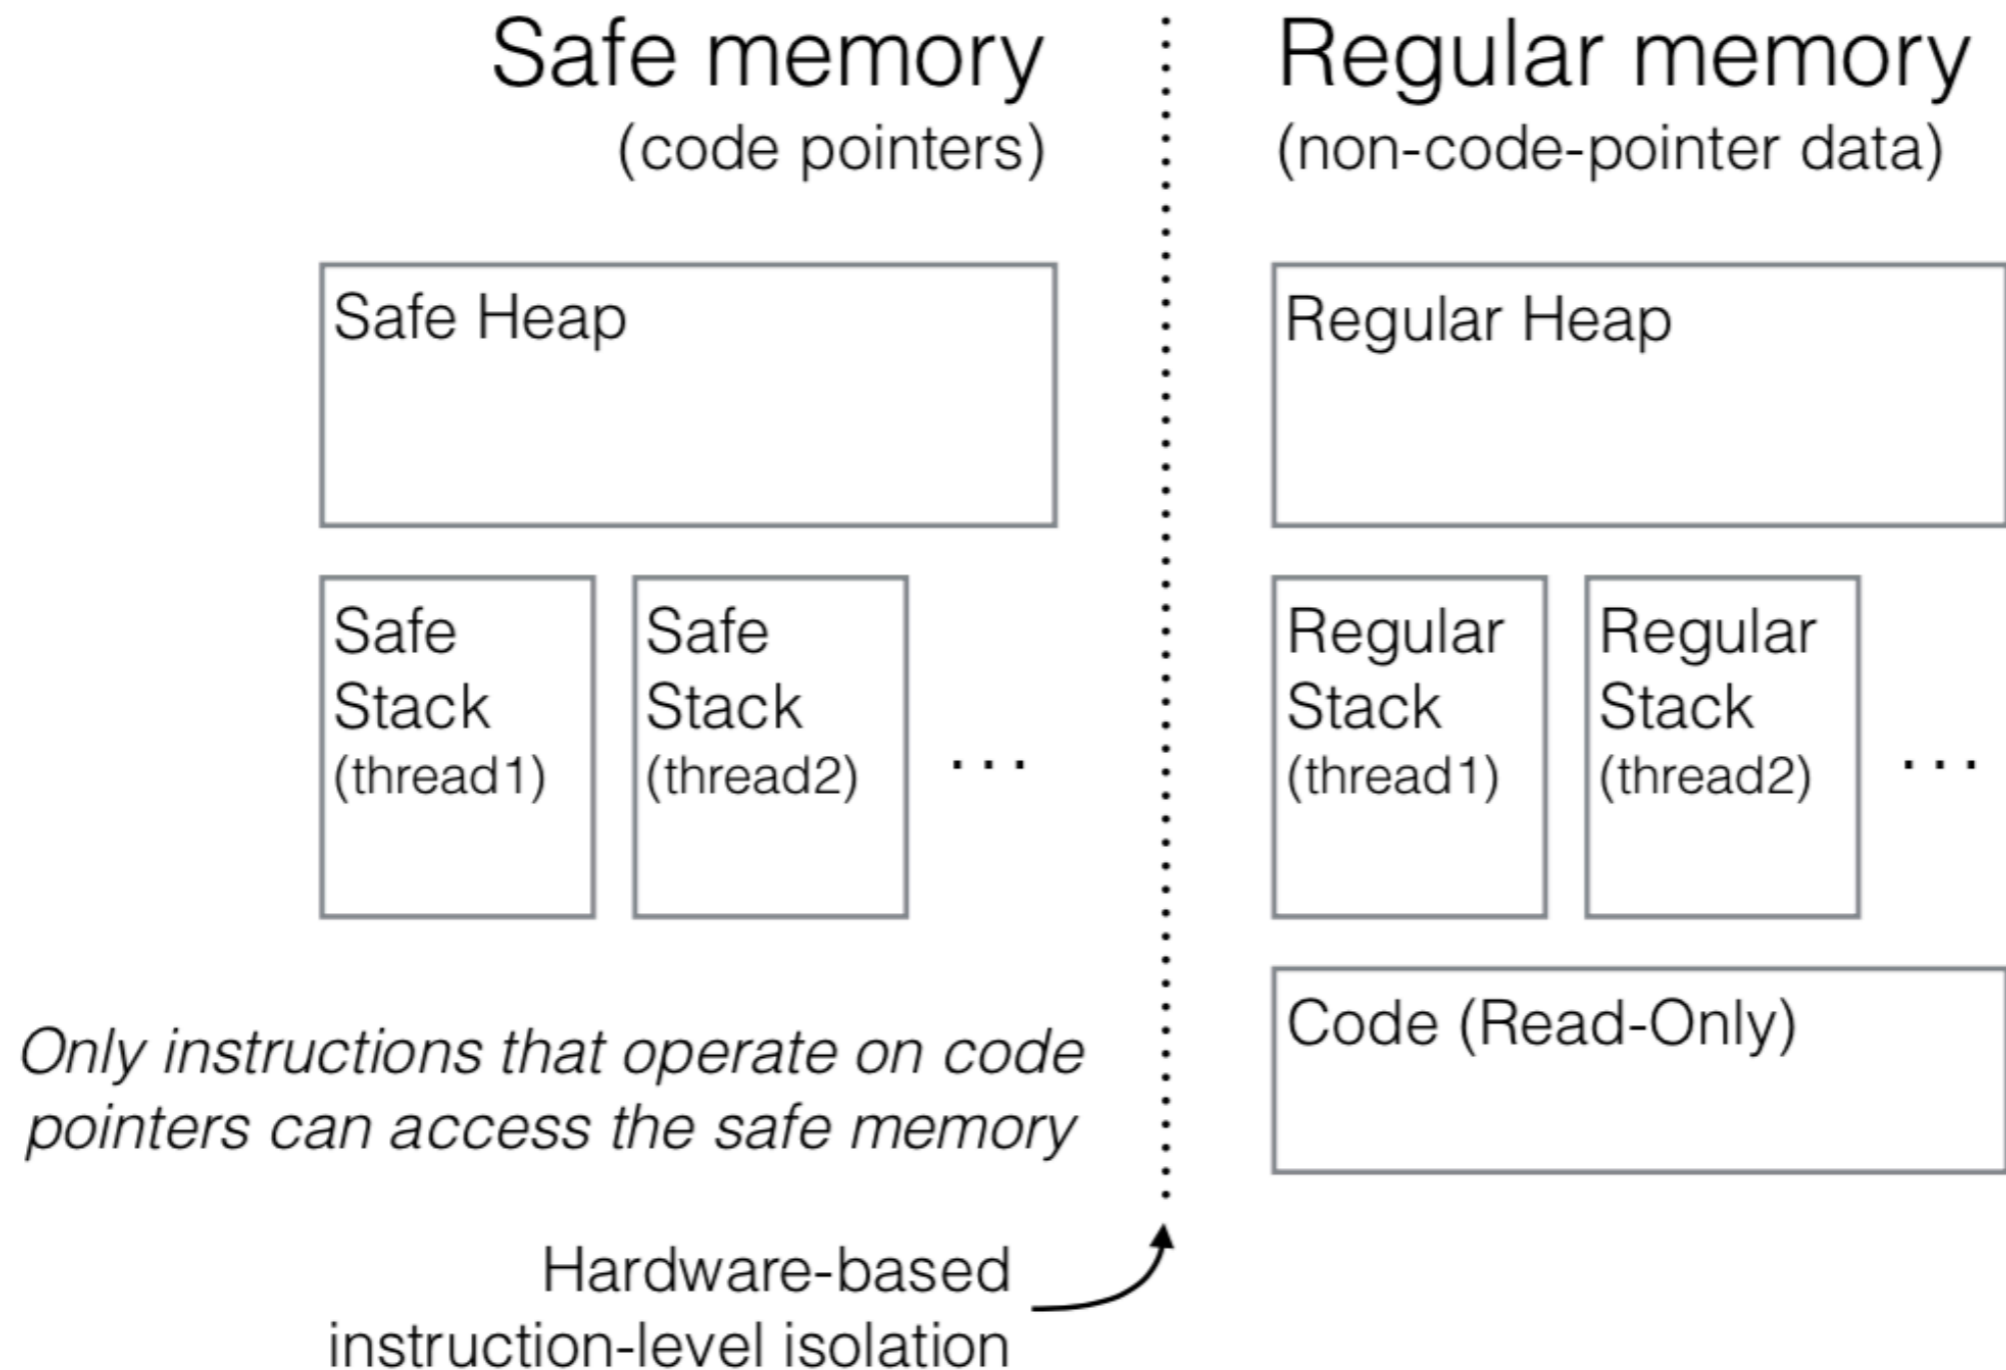 Safe memory
(code pointers)
Safe Heap
Safe
Stack
(thread1)
Safe
Stack
(thread2)
...
Only instructions that operate on code
pointers can access the safe memory
Hardware-based
instruction-level isolation
Regular memory
(non-code-pointer data)
Regular Heap
Regular
Stack
(thread1)
Regular
Stack
(thread2)
...
Code (Read-Only)